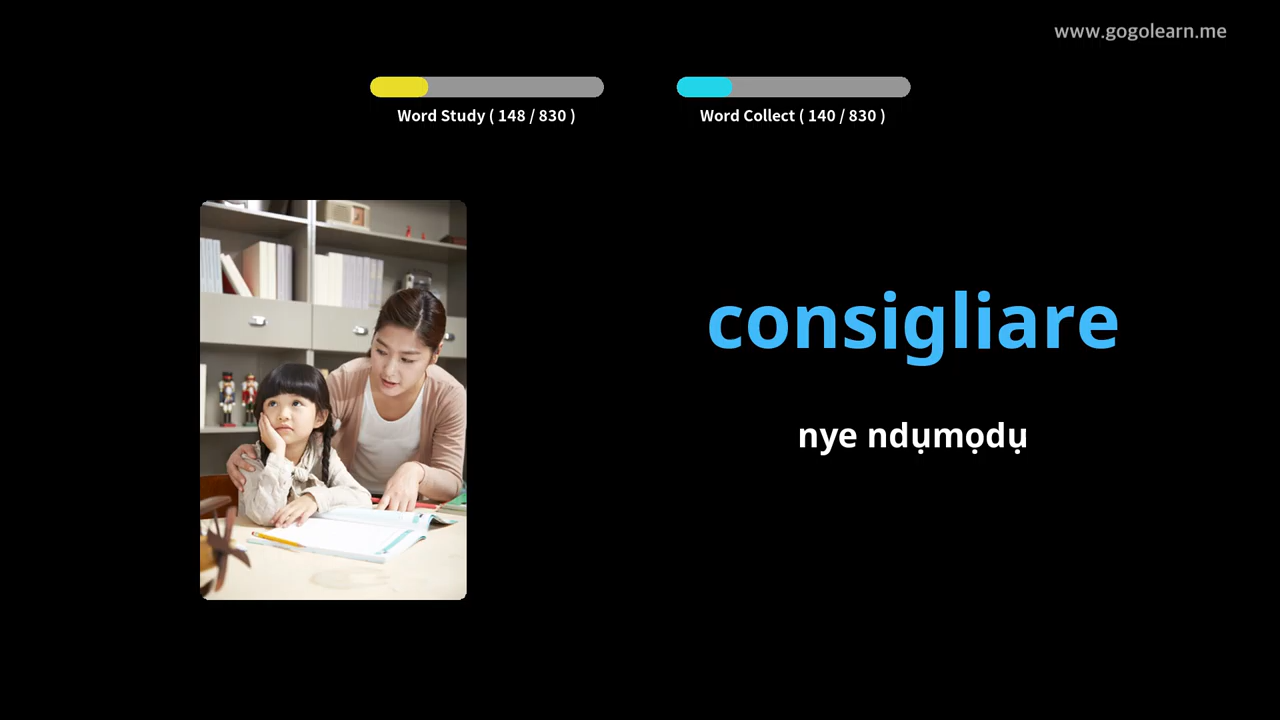 www.gogolearn.me
Word Study ( 148 / 830 )
Word Collect ( 140 / 830 )
consigliare
nye ndụmọdụ